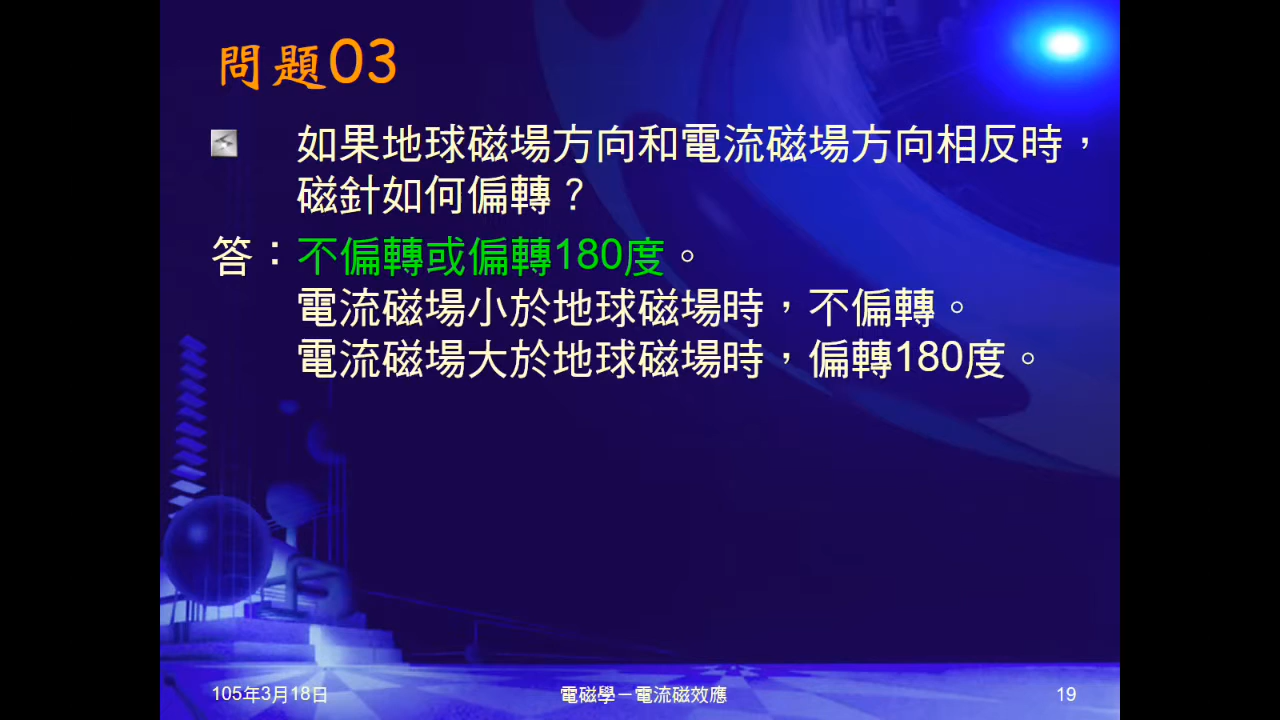 問題03
如果地球磁場方向和電流磁場方向相反時，
磁針如何偏轉？
答：不偏轉或偏轉180度。
電流磁場小於地球磁場時，不偏轉。
電流磁場大於地球磁場時，偏轉180度。
105年3月18日
電磁學－電流磁效應
19